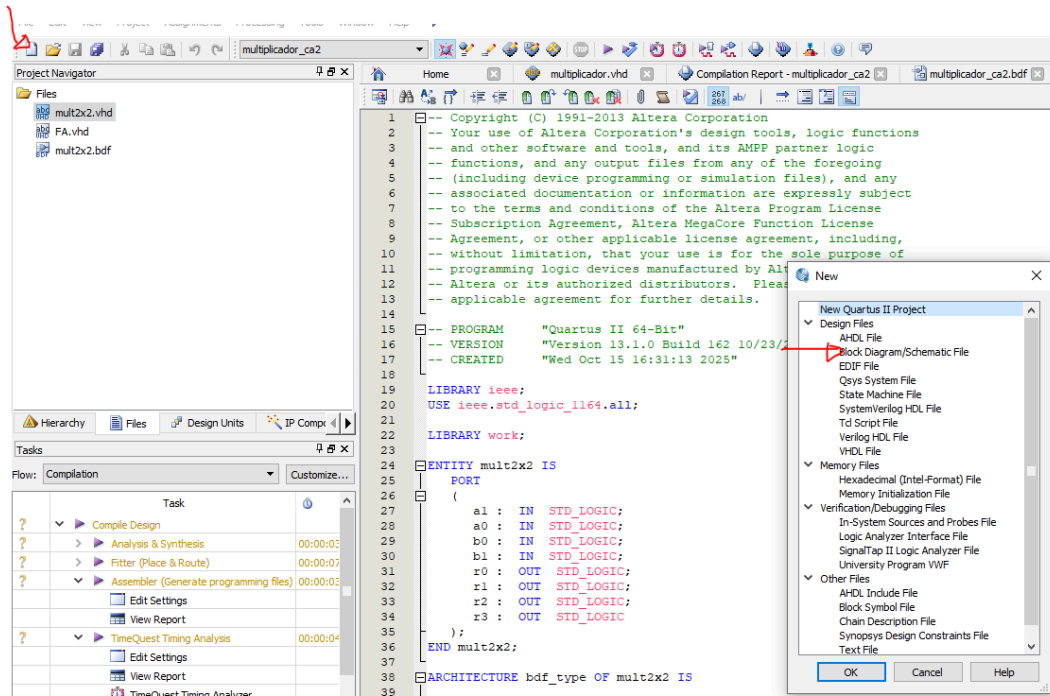 multiplicador_ca2
Project Navigator
Files
mult2x2.vhd
FA.vhd
mult2x2.bdf
Hierarchy
Files
Design Units
IP Compc
Tasks
Flow: Compilation
Customize...
Task
Compile Design
Analysis & Synthesis 00:00:03
Fitter (Place & Route) 00:00:07
Assembler (Generate programming files) 00:00:03
Edit Settings
View Report
TimeQuest Timing Analysis 00:00:04
Edit Settings
View Report
TimeQuest Timing Analyzer
Home
multiplicador.vhd
Compilation Report - multiplicador_ca2
multiplicador_ca2.bdf
267
268
ab/
1 -- Copyright (C) 1991-2013 Altera Corporation
2 -- Your use of Altera Corporation's design tools, logic functions
3 -- and other software and tools, and its AMPP partner logic
4 -- functions, and any output files from any of the foregoing
5 -- (including device programming or simulation files), and any
6 -- associated documentation or information are expressly subject
7 -- to the terms and conditions of the Altera Program License
8 -- Subscription Agreement, Altera MegaCore Function License
9 -- Agreement, or other applicable license agreement, including,
10 -- without limitation, that your use is for the sole purpose of
11 -- programming logic devices manufactured by Alt
12 -- Altera or its authorized distributors. Pleas
13 -- applicable agreement for further details.
14
15 -- PROGRAM "Quartus II 64-Bit"
16 -- VERSION "Version 13.1.0 Build 162 10/23/2
17 -- CREATED "Wed Oct 15 16:31:13 2025"
18
19 LIBRARY ieee;
20 USE ieee.std_logic_1164.all;
21
22 LIBRARY work;
23
24 ENTITY mult2x2 IS
25 PORT
26 (
27 a1 : IN STD_LOGIC;
28 a0 : IN STD_LOGIC;
29 b0 : IN STD_LOGIC;
30 b1 : IN STD_LOGIC;
31 r0 : OUT STD_LOGIC;
32 r1 : OUT STD_LOGIC;
33 r2 : OUT STD_LOGIC;
34 r3 : OUT STD_LOGIC
35 );
36 END mult2x2;
37
38 ARCHITECTURE bdf_type OF mult2x2 IS
39
New
New Quartus II Project
Design Files
AHDL File
Block Diagram/Schematic File
EDIF File
Qsys System File
State Machine File
SystemVerilog HDL File
Tcl Script File
Verilog HDL File
VHDL File
Memory Files
Hexadecimal (Intel-Format) File
Memory Initialization File
Verification/Debugging Files
In-System Sources and Probes File
Logic Analyzer Interface File
SignalTap II Logic Analyzer File
University Program VWF
Other Files
AHDL Include File
Block Symbol File
Chain Description File
Synopsys Design Constraints File
Text File
OK
Cancel
Help